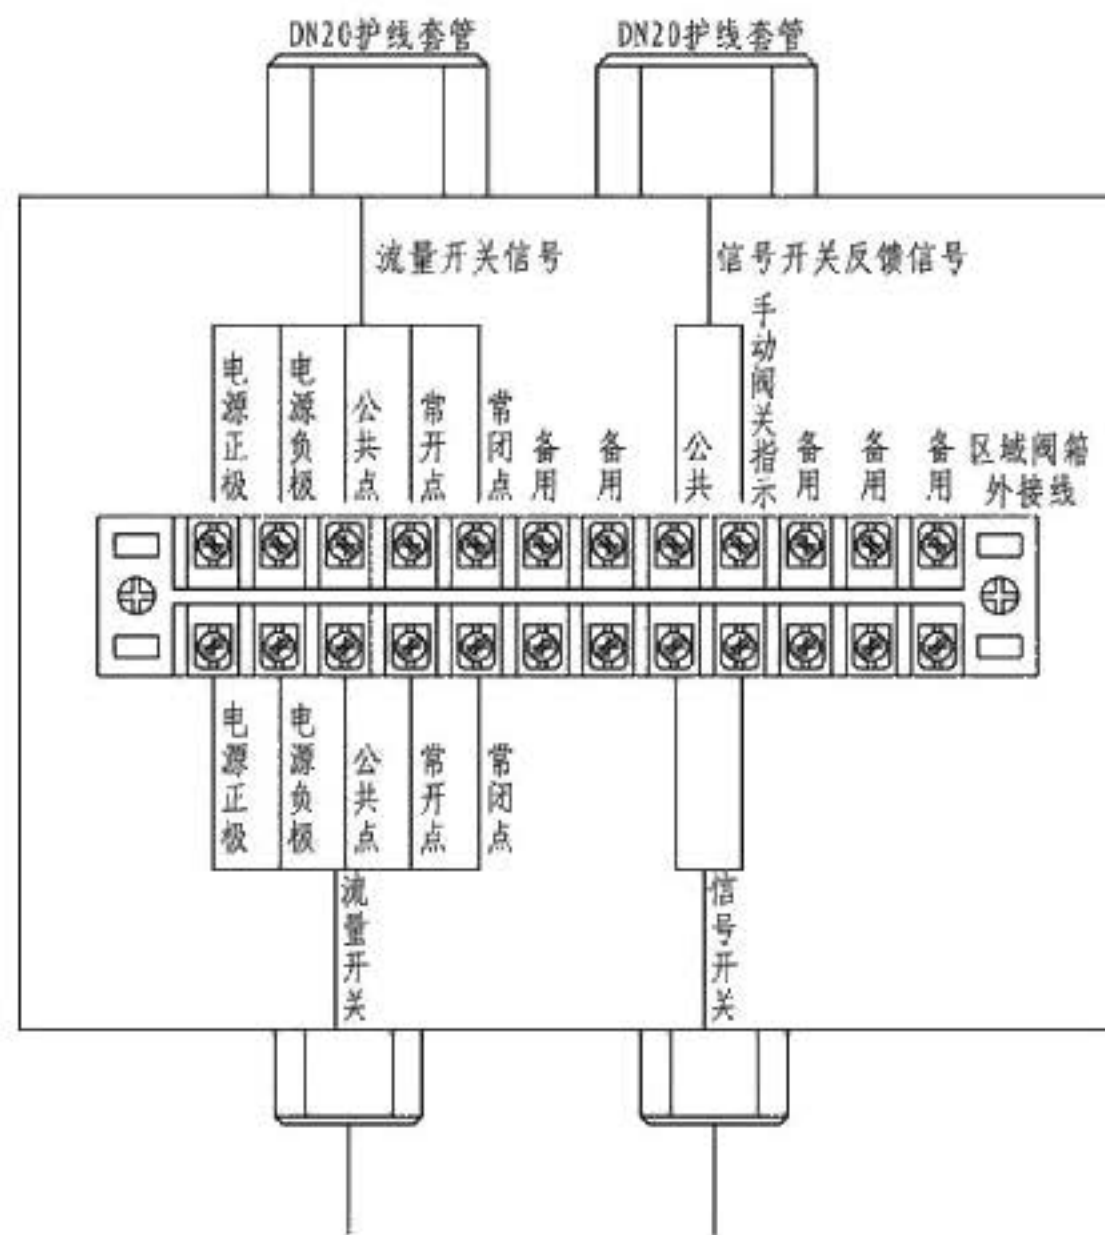 DN20护线套管
DN20护线套管
流量开关信号
信号开关反馈信号
电源正极
电源负极
公共点
常开点
常闭点
备用
备用
公共
手动阀关指示
备用
备用
备用
区域阀箱
外接线
电源正极
电源负极
公共点
常开点
常闭点
流量开关
信号开关